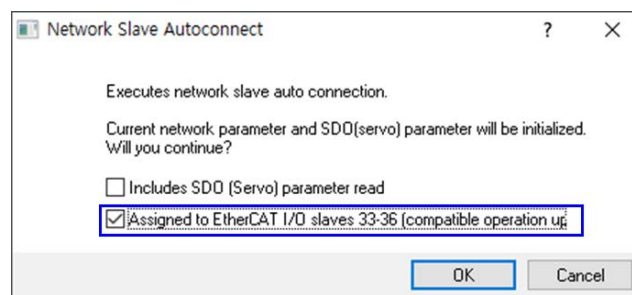 Network Slave Autoconnect
?
Executes network slave auto connection.
Current network parameter and SDO(servo) parameter will be initialized.
Will you continue?
Includes SDO (Servo) parameter read
Assigned to EtherCAT I/O slaves 33-36 (compatible operation up
OK
Cancel